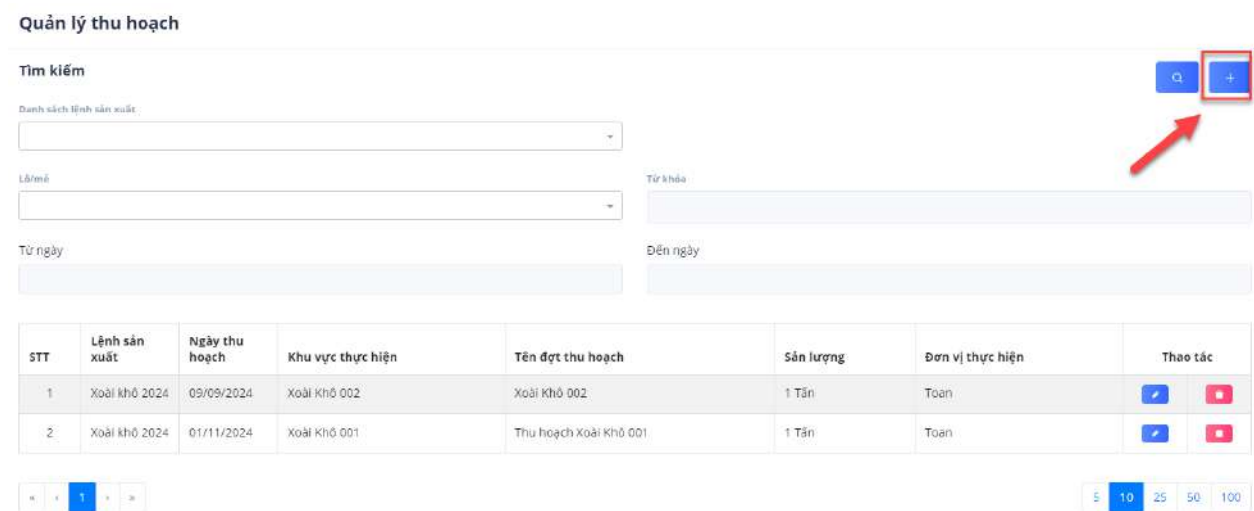 Quản lý thu hoạch
Tìm kiếm
Danh sách lệnh sản xuất
Lô/mẻ
Từ khóa
Từ ngày
Đến ngày
STT Lệnh sản xuất Ngày thu hoạch Khu vực thực hiện Tên đợt thu hoạch Sản lượng Đơn vị thực hiện Thao tác
1 Xoài khô 2024 09/09/2024 Xoài Khô 002 Xoài Khô 002 1 Tấn Toan
2 Xoài khô 2024 01/11/2024 Xoài Khô 001 Thu hoạch Xoài Khô 001 1 Tấn Toan
« ‹ 1 › » 5 10 25 50 100